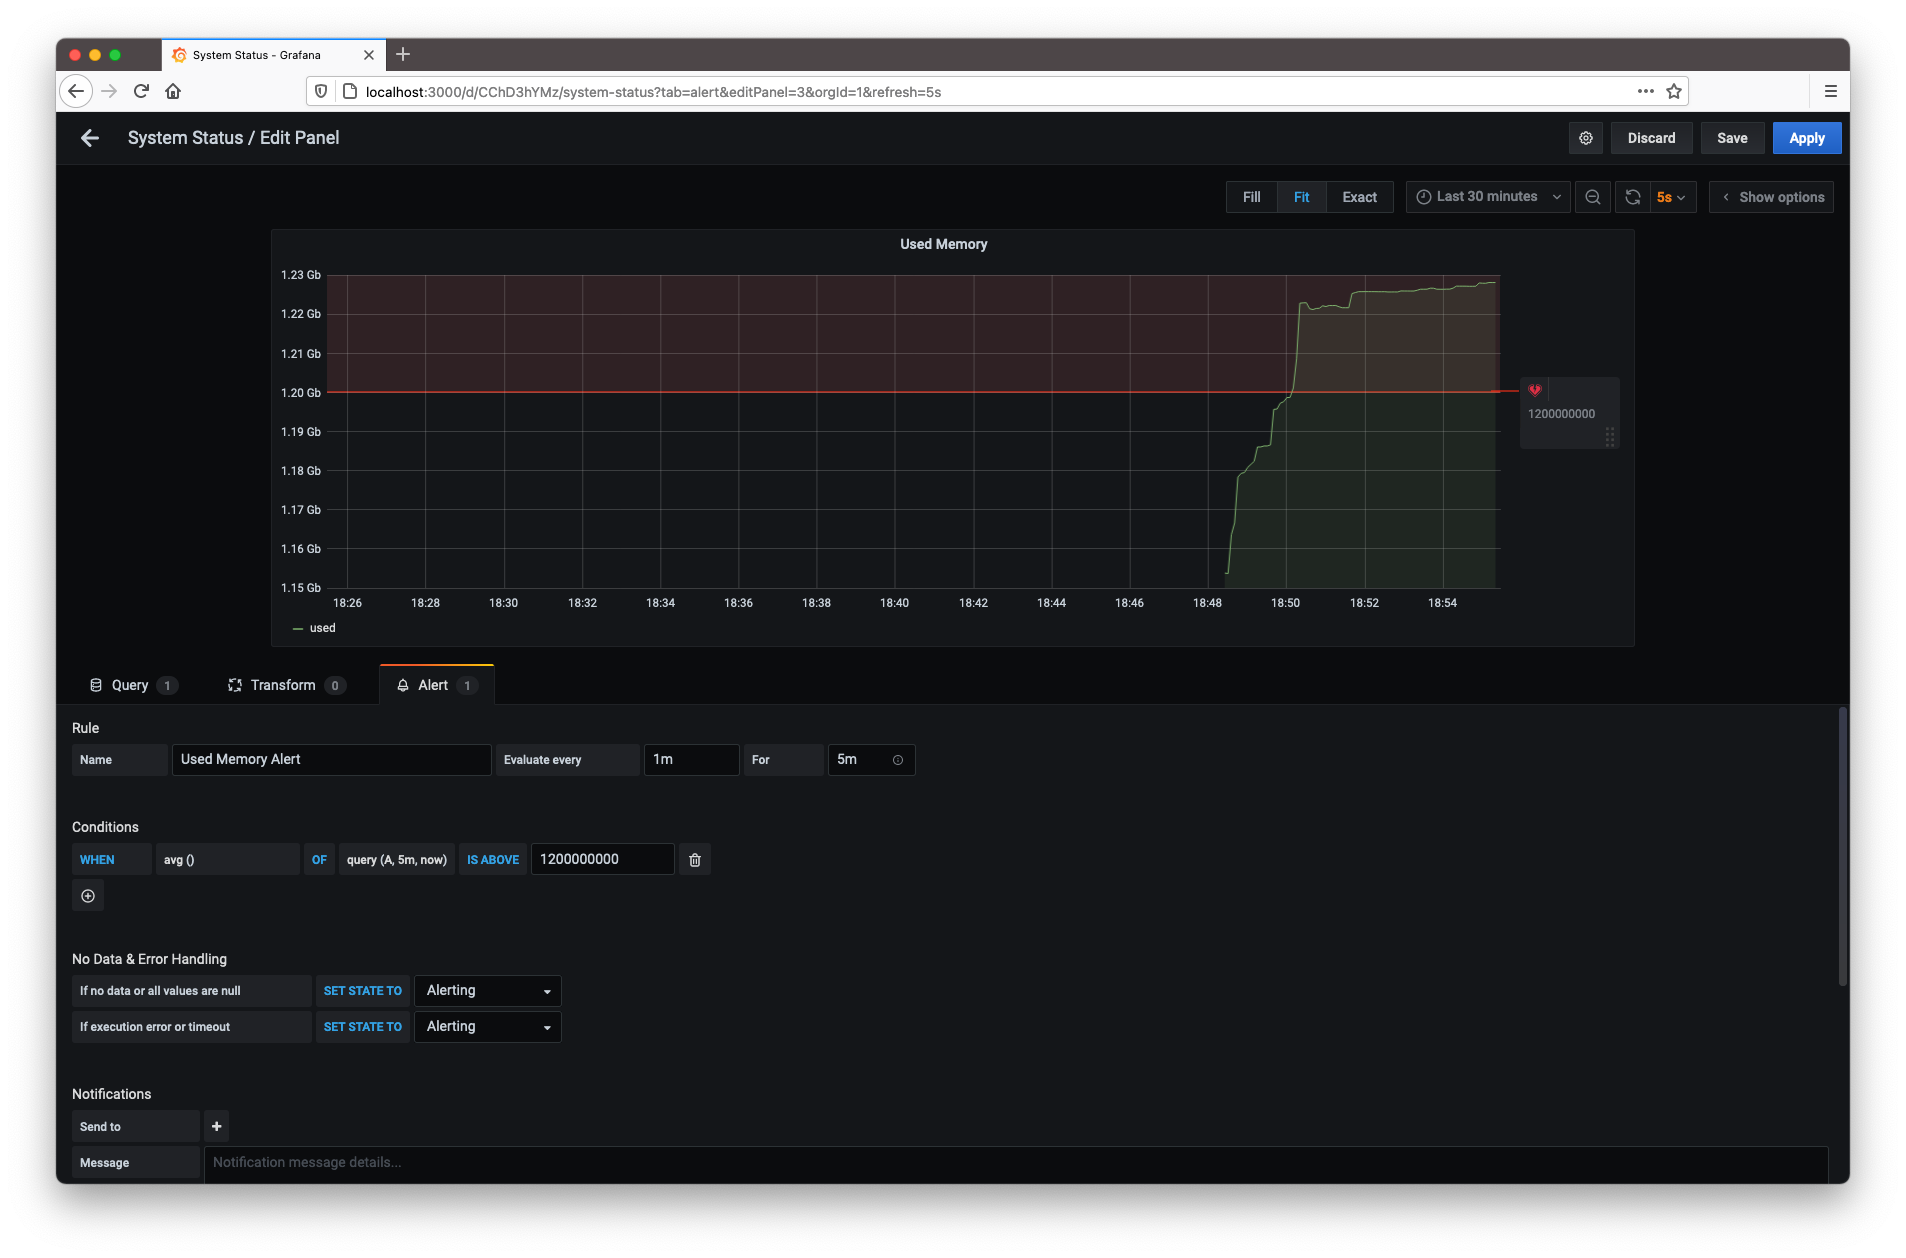 System Status - Grafana
localhost:3000/d/CChD3hYMz/system-status?tab=alert&editPanel=3&orgId=1&refresh=5s
System Status / Edit Panel
Discard Save Apply
Fill Fit Exact Last 30 minutes 5s Show options
Used Memory
1.23 Gb
1.22 Gb
1.21 Gb
1.20 Gb
1.19 Gb
1.18 Gb
1.17 Gb
1.16 Gb
1.15 Gb
1200000000
18:26 18:28 18:30 18:32 18:34 18:36 18:38 18:40 18:42 18:44 18:46 18:48 18:50 18:52 18:54
used
Query 1 Transform 0 Alert 1
Rule
Name Used Memory Alert Evaluate every 1m For 5m
Conditions
WHEN avg () OF query (A, 5m, now) IS ABOVE 1200000000
No Data & Error Handling
If no data or all values are null SET STATE TO Alerting
If execution error or timeout SET STATE TO Alerting
Notifications
Send to +
Message Notification message details...